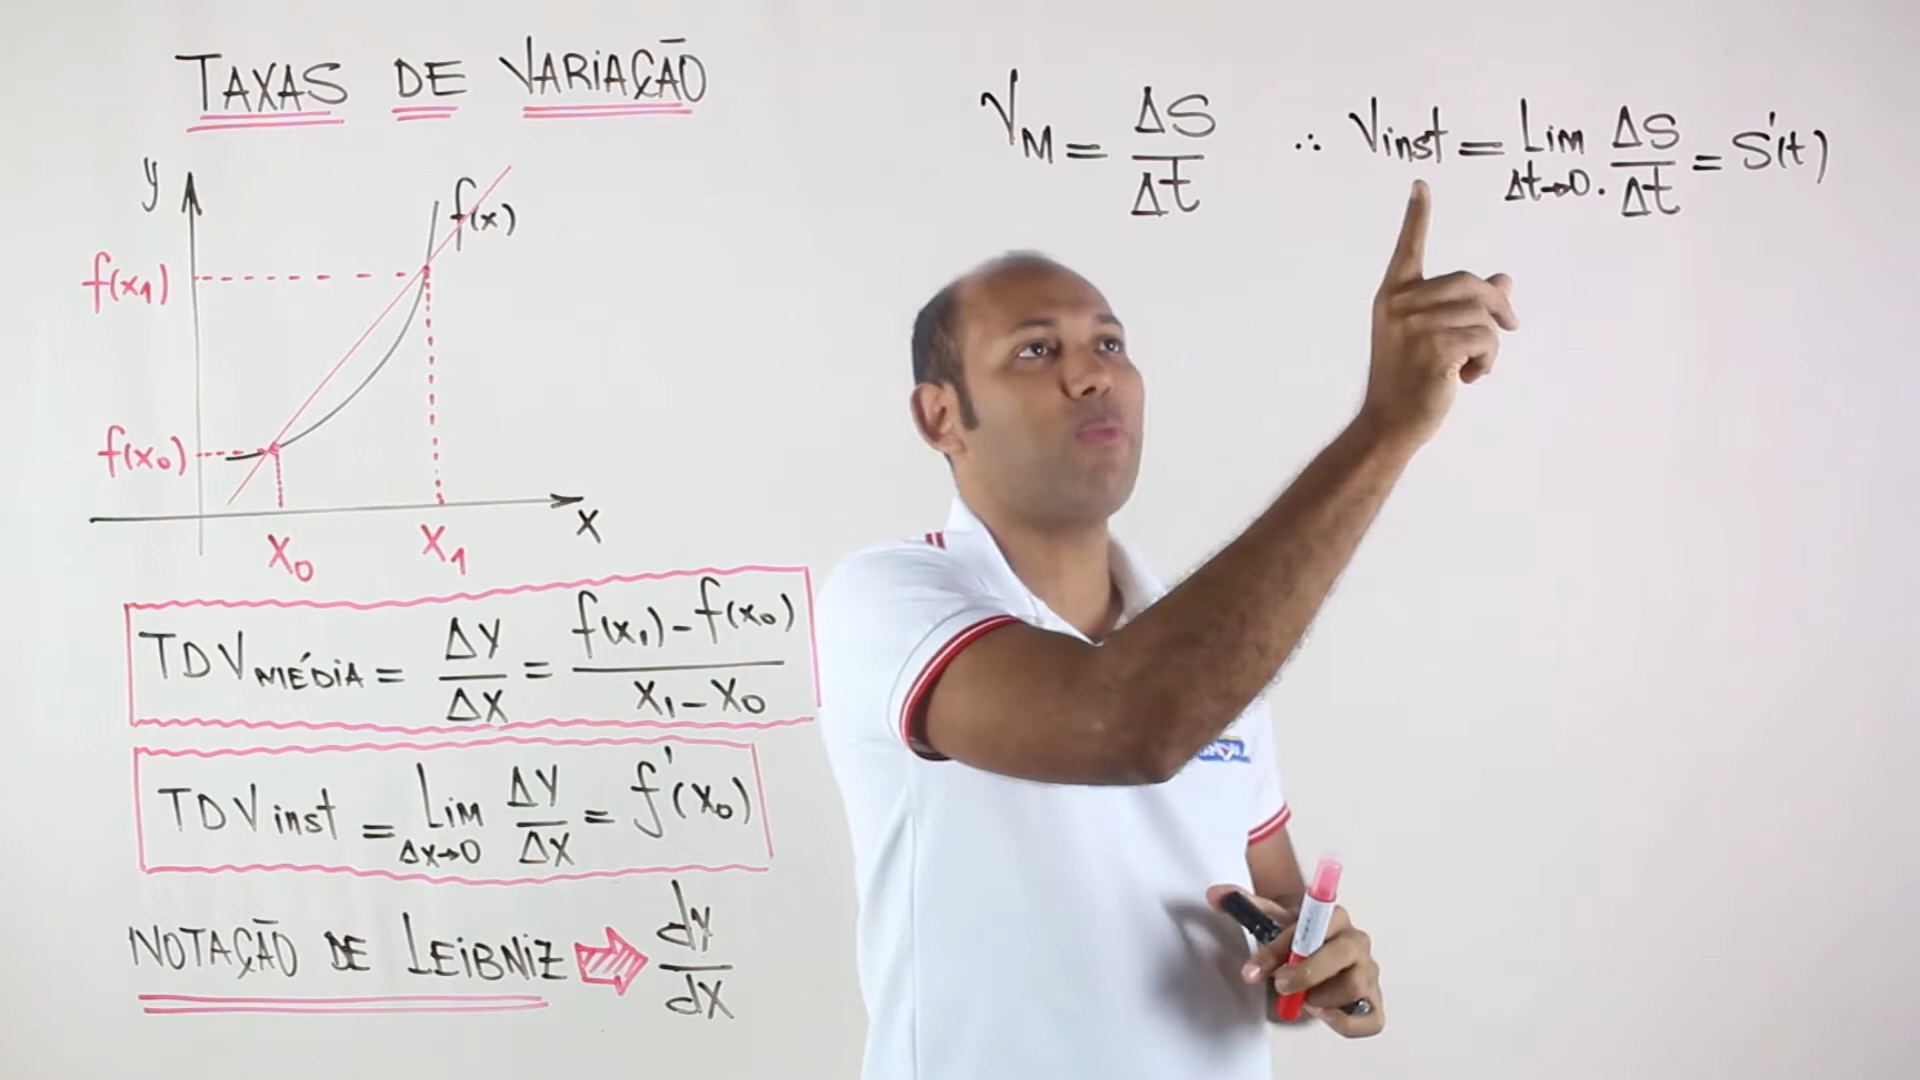 TAXAS DE VARIAÇÃO
y
f(x)
f(x₁)
f(x₀)
x
x₀ x₁
TDV MÉDIA = ΔY/ΔX = f(x₁) - f(x₀) / x₁ - x₀
TDV inst = Lim Δx→0 ΔY/ΔX = f'(x₀)
NOTAÇÃO DE LEIBNIZ ⇨ dy/dx
V_M = ΔS/Δt ∴ Vinst = Lim Δt→0. ΔS/Δt = S'(t)